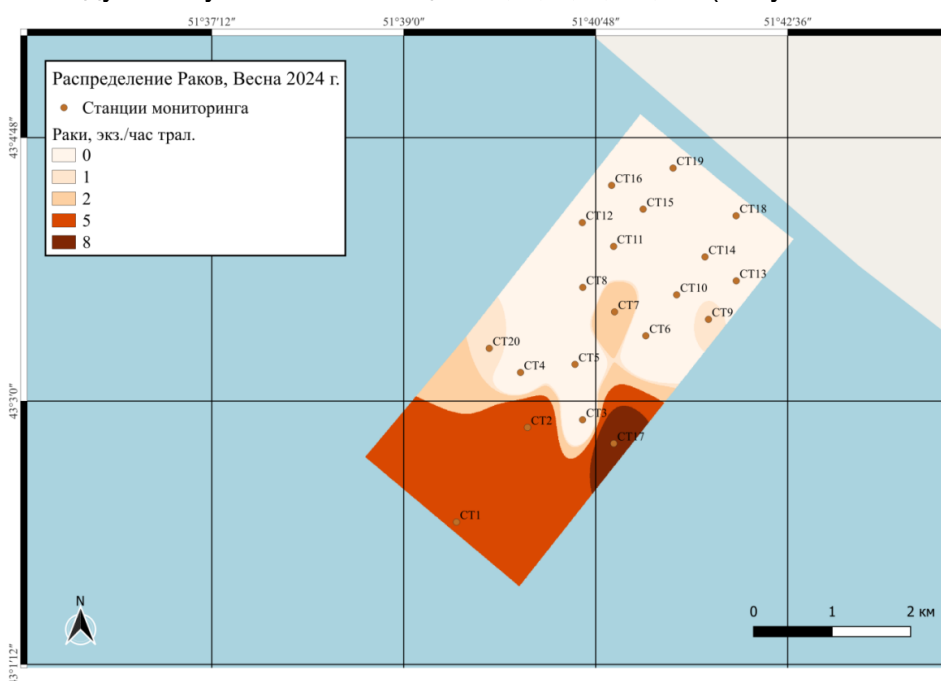 51°37'12"
51°39'0"
51°40'48"
51°42'36"
43°4'48"
43°3'0"
43°1'12"
Распределение Раков, Весна 2024 г.
Станции мониторинга
Раки, экз./час трал.
0
1
2
5
8
СТ19
СТ16
СТ15
СТ18
СТ12
СТ11
СТ14
СТ13
СТ8
СТ10
СТ7
СТ9
СТ6
СТ20
СТ5
СТ4
СТ3
СТ2
СТ17
СТ1
N
0 1 2 км